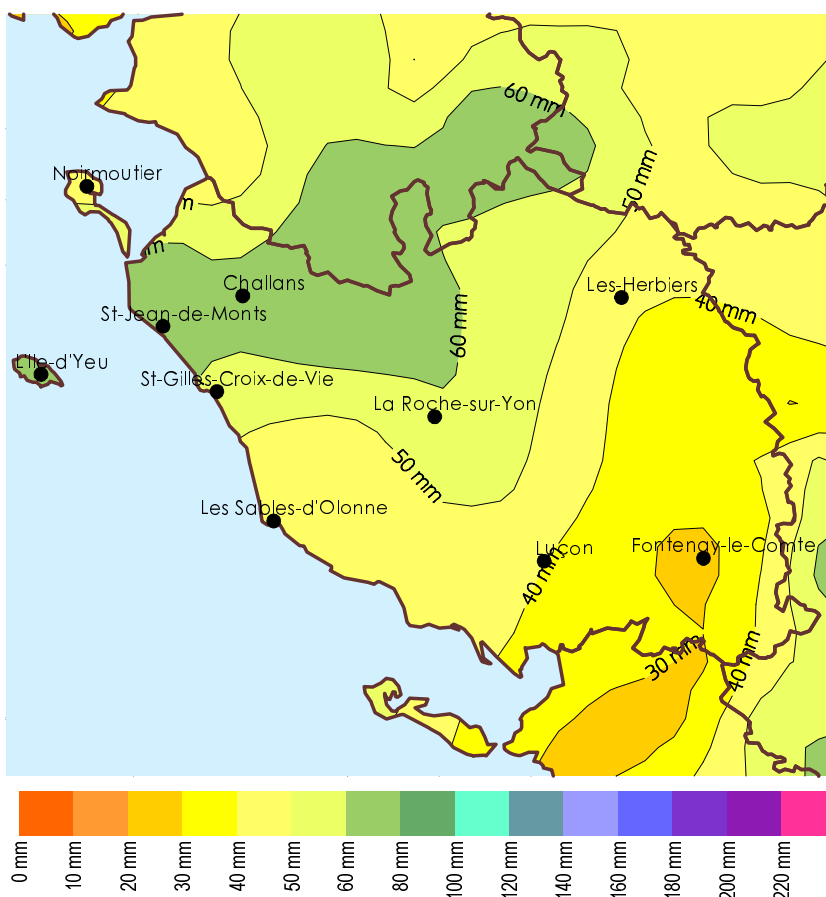 60 mm
Noirmoutier
50 mm
m
m
Challans
Les-Herbiers
St-Jean-de-Monts
40 mm
60 mm
L'Ile-d'Yeu
St-Gilles-Croix-de-Vie
La Roche-sur-Yon
50 mm
Les Sables-d'Olonne
Luçon
Fontenay-le-Comte
40 mm
30 mm
40 mm
0 mm
10 mm
20 mm
30 mm
40 mm
50 mm
60 mm
80 mm
100 mm
120 mm
140 mm
160 mm
180 mm
200 mm
220 mm